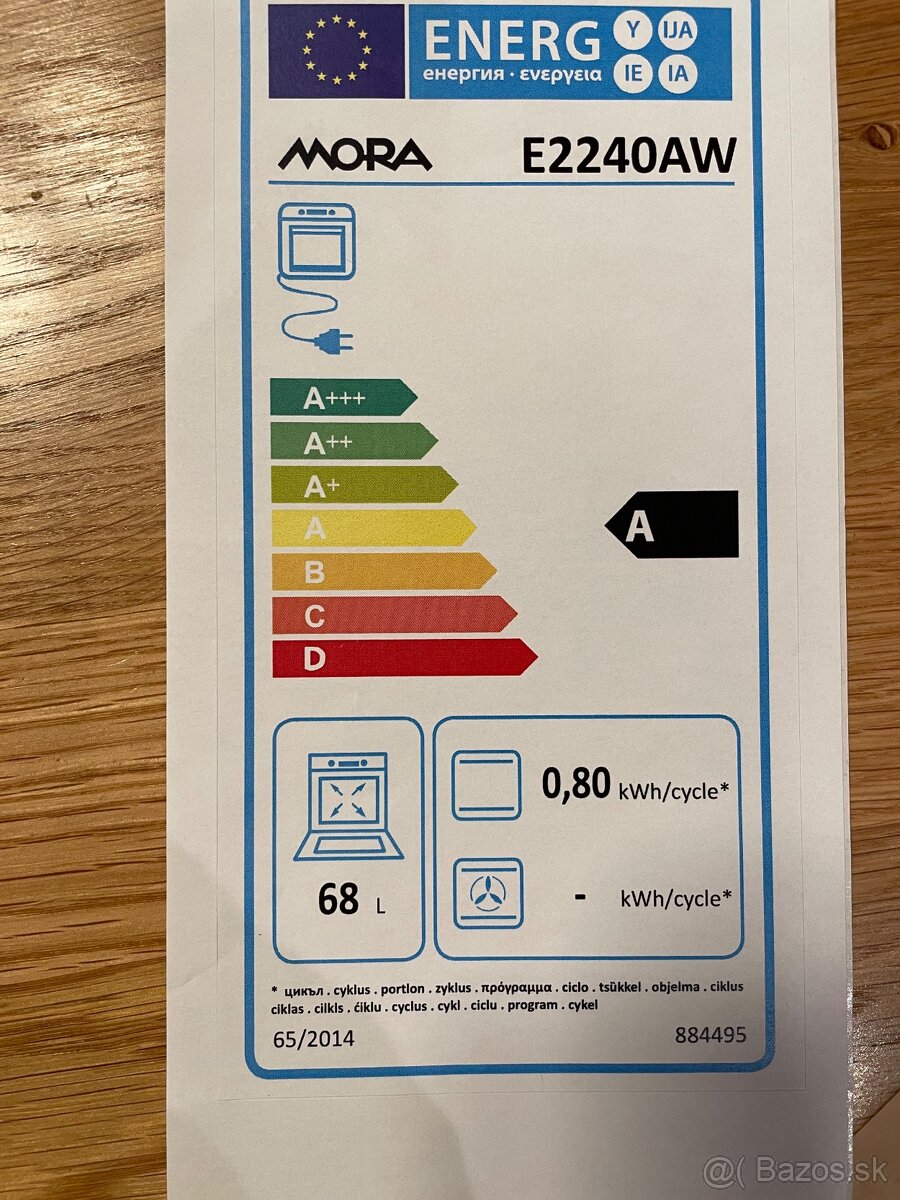 ENERG Y IJA
енергия · ενεργεια IE IA
MORA E2240AW
A+++
A++
A+
A
A
B
C
D
0,80 kWh/cycle*
68 L
- kWh/cycle*
* цикъл . cyklus . portion . zyklus . πρόγραμμα . ciclo . tsükkel . objelma . ciklus
ciklas . cilkls . ćiklu . cyclus . cykl . ciclu . program . cykel
65/2014 884495
@( Bazos.sk